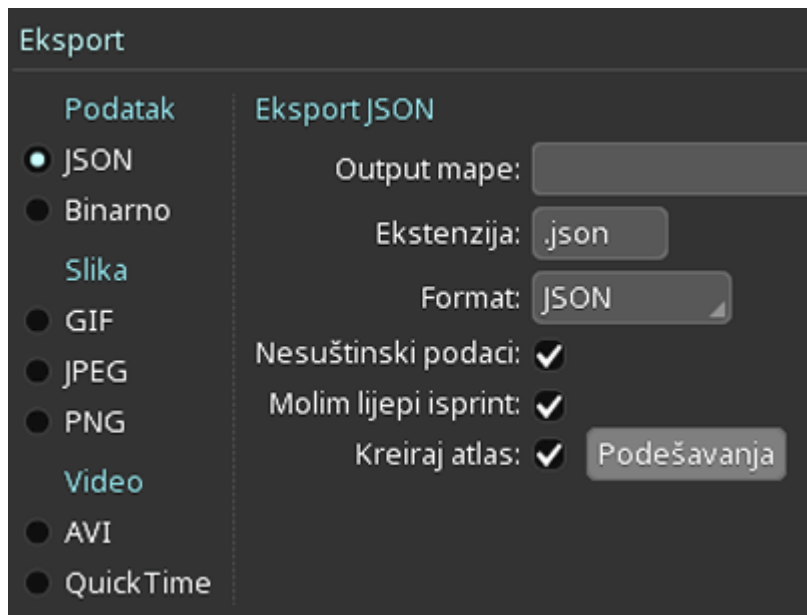 Eksport
Podatak
JSON
Binarno
Slika
GIF
JPEG
PNG
Video
AVI
QuickTime
Eksport JSON
Output mape:
Ekstenzija: .json
Format: JSON
Nesuštinski podaci:
Molim lijepi isprint:
Kreiraj atlas: Podešavanja